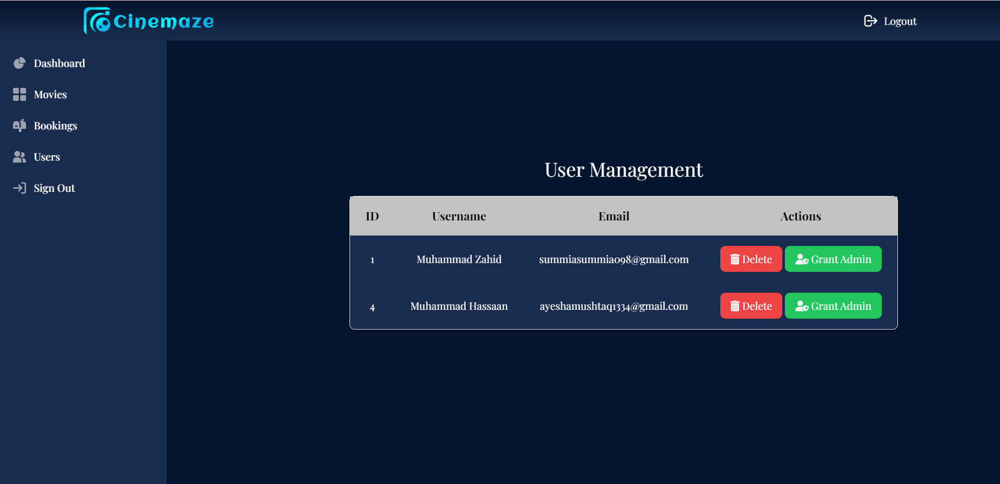 Cinemaze
Logout
Dashboard
Movies
Bookings
Users
Sign Out
User Management
ID Username Email Actions
1 Muhammad Zahid summiasummia098@gmail.com Delete Grant Admin
4 Muhammad Hassaan ayeshamushtaq1334@gmail.com Delete Grant Admin